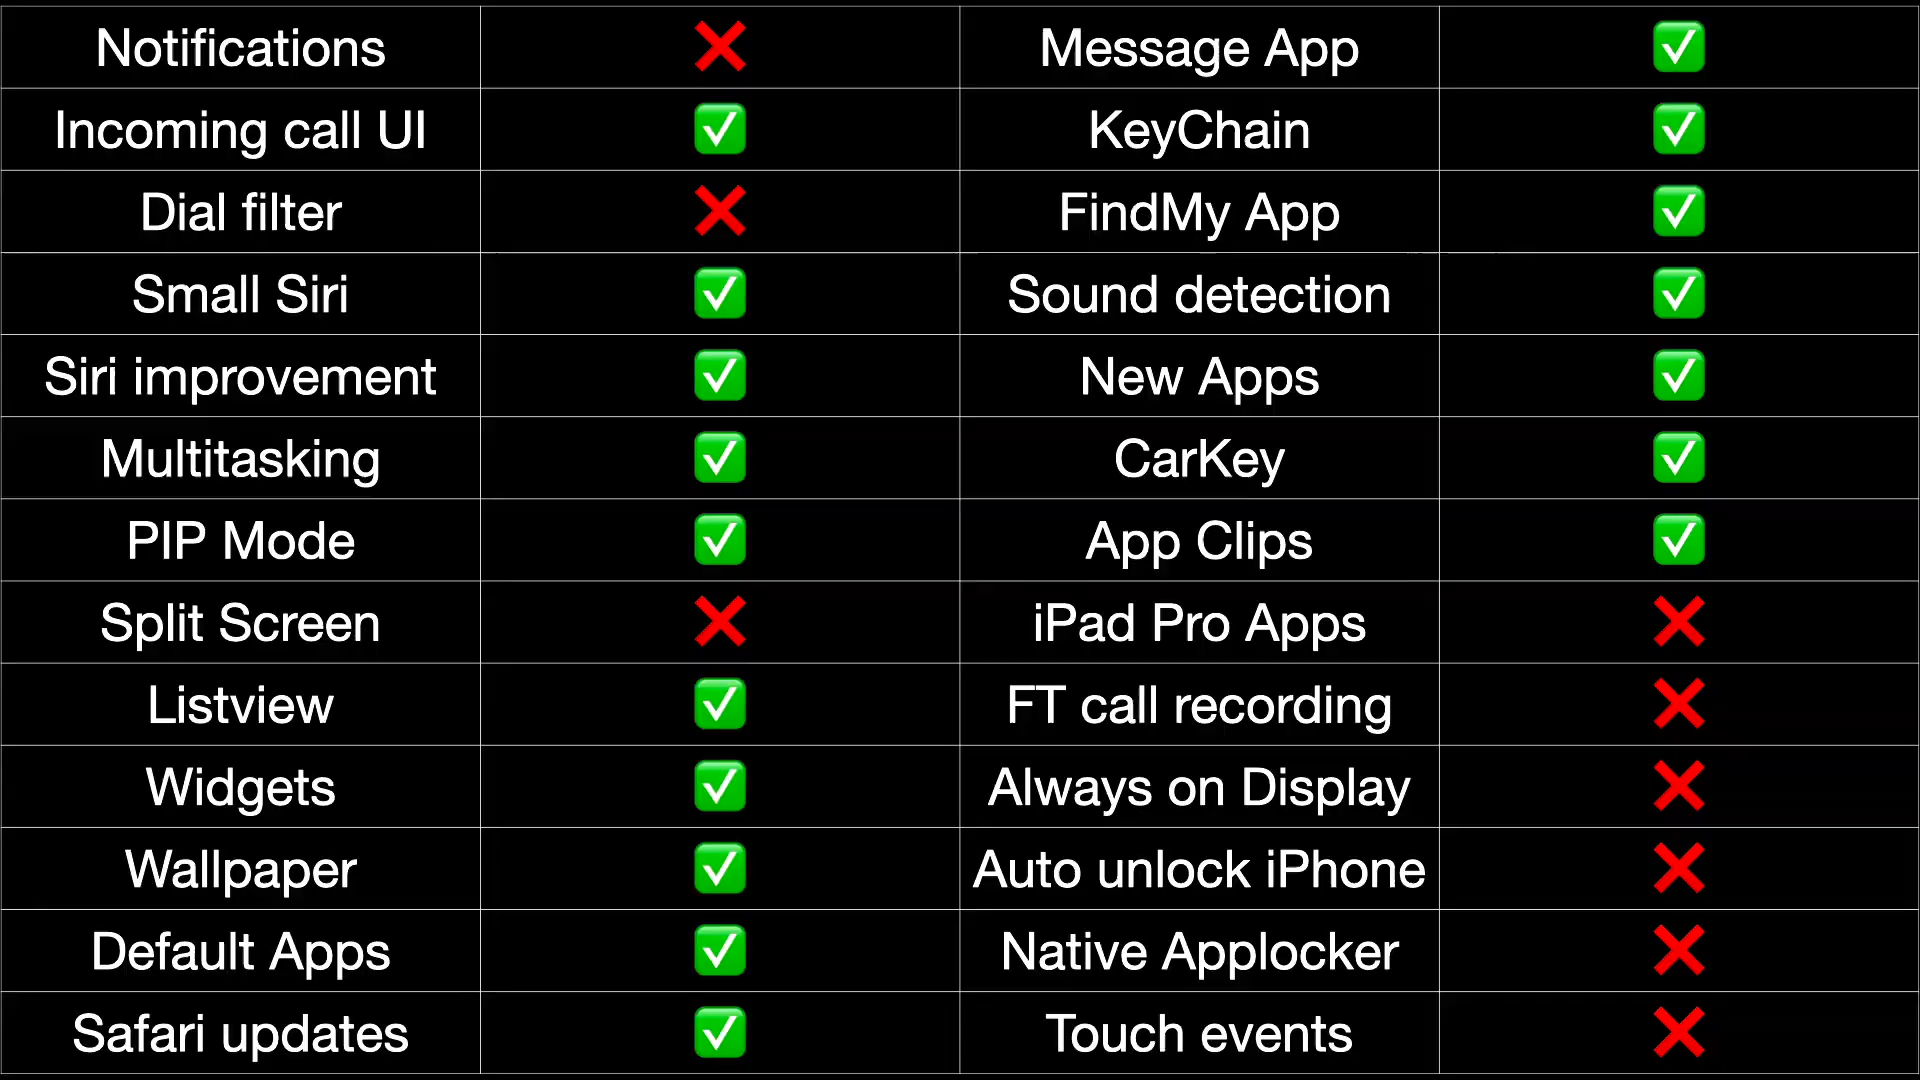 Notifications ❌ Message App ✅
Incoming call UI ✅ KeyChain ✅
Dial filter ❌ FindMy App ✅
Small Siri ✅ Sound detection ✅
Siri improvement ✅ New Apps ✅
Multitasking ✅ CarKey ✅
PIP Mode ✅ App Clips ✅
Split Screen ❌ iPad Pro Apps ❌
Listview ✅ FT call recording ❌
Widgets ✅ Always on Display ❌
Wallpaper ✅ Auto unlock iPhone ❌
Default Apps ✅ Native Applocker ❌
Safari updates ✅ Touch events ❌